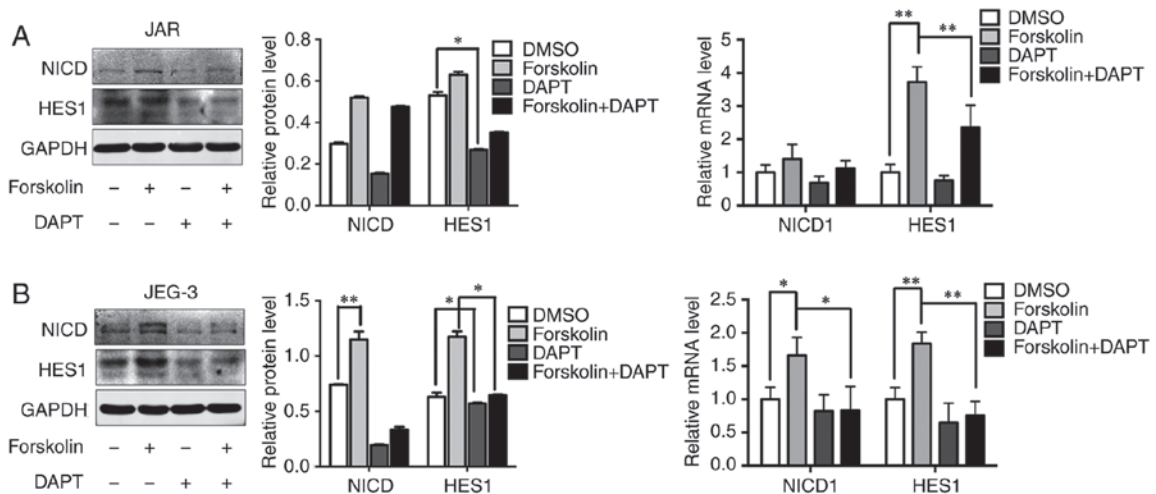 A
JAR
NICD
HES1
GAPDH
Forskolin – + – +
DAPT – – + +
Relative protein level
0.8
0.6
0.4
0.2
0.0
NICD HES1
*
DMSO
Forskolin
DAPT
Forskolin+DAPT
Relative mRNA level
5
4
3
2
1
0
NICD1 HES1
** **
DMSO
Forskolin
DAPT
Forskolin+DAPT
B
JEG-3
NICD
HES1
GAPDH
Forskolin – + – +
DAPT – – + +
Relative protein level
1.5
1.0
0.5
0.0
NICD HES1
** * *
DMSO
Forskolin
DAPT
Forskolin+DAPT
Relative mRNA level
2.5
2.0
1.5
1.0
0.5
0.0
NICD1 HES1
* * ** **
DMSO
Forskolin
DAPT
Forskolin+DAPT